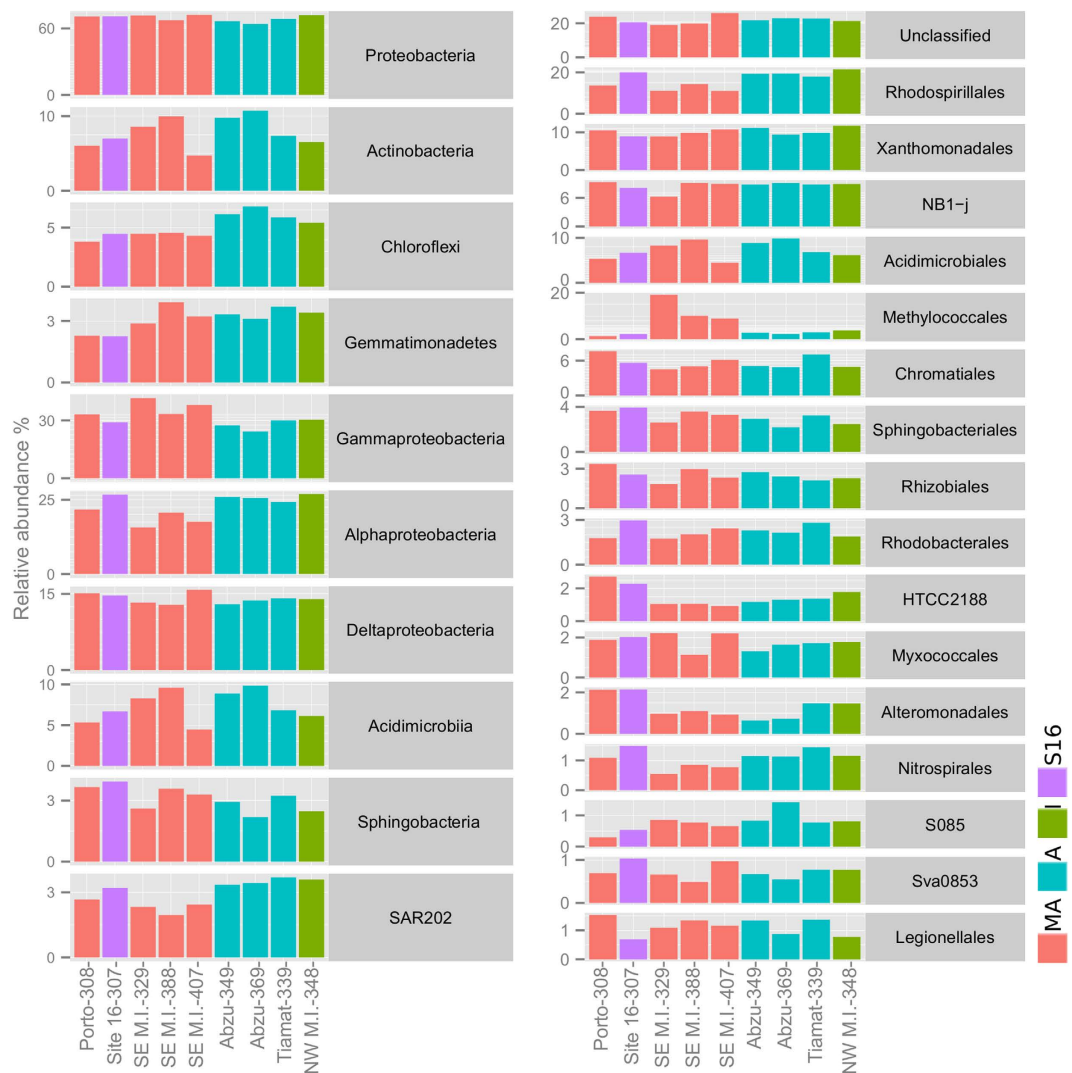 Relative abundance %
60
0
Proteobacteria
10
0
Actinobacteria
5
0
Chloroflexi
3
0
Gemmatimonadetes
30
0
Gammaproteobacteria
25
0
Alphaproteobacteria
15
0
Deltaproteobacteria
10
5
0
Acidimicrobiia
3
0
Sphingobacteria
3
0
SAR202
Porto-308
Site 16-307
SE M.I.-329
SE M.I.-388
SE M.I.-407
Abzu-349
Abzu-369
Tiamat-339
NW M.I.-348
20
0
Unclassified
20
0
Rhodospirillales
10
0
Xanthomonadales
6
0
NB1−j
10
0
Acidimicrobiales
20
0
Methylococcales
6
0
Chromatiales
4
0
Sphingobacteriales
3
0
Rhizobiales
3
0
Rhodobacterales
2
0
HTCC2188
2
0
Myxococcales
2
0
Alteromonadales
1
0
Nitrospirales
1
0
S085
1
0
Sva0853
1
0
Legionellales
Porto-308
Site 16-307
SE M.I.-329
SE M.I.-388
SE M.I.-407
Abzu-349
Abzu-369
Tiamat-339
NW M.I.-348
MA
A
I
S16